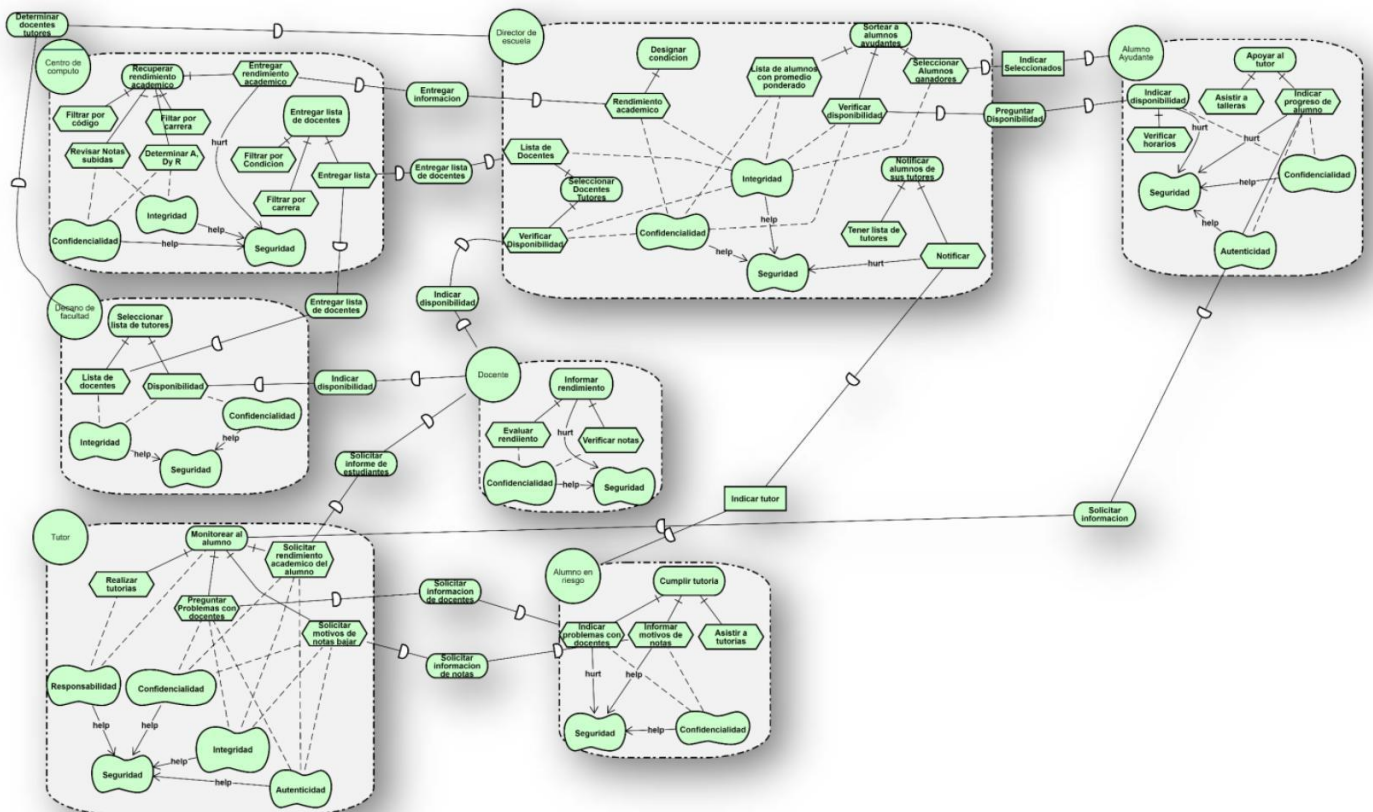 Determinar
docentes
tutores
Centro de
computo
Recuperar
rendimiento
academico
Entregar
rendimiento
academico
Filtrar por
código
Filtar por
carrera
Revisar Notas
subidas
Determinar A,
Dy R
hurt
Entregar lista
de docentes
Filtrar por
Condicion
Filtrar por
carrera
Entregar lista
Integridad
Confidencialidad
help
help
Seguridad
Entregar
informacion
Entregar lista
de docentes
Entregar lista
de docentes
Director de
escuela
Designar
condicion
Rendimiento
academico
Lista de alumnos
con promedio
ponderado
Sortear a
alumnos
ayudantes
Seleccionar
Alumnos
ganadores
Verificar
disponibilidad
Lista de
Docentes
Seleccionar
Docentes
Tutores
Verificar
Disponibilidad
Integridad
Confidencialidad
help
help
Seguridad
Notificar
alumnos de
sus tutores
Tener lista de
tutores
Notificar
hurt
Indicar
Seleccionados
Preguntar
Disponibilidad
Alumno
Ayudante
Apoyar al
tutor
Indicar
disponibilidad
Asistir a
talleras
Indicar
progreso de
alumno
Verificar
horarios
hurt
hurt
Confidencialidad
Seguridad
help
help
Autenticidad
Decano de
facultad
Seleccionar
lista de tutores
Lista de
docentes
Disponibilidad
Confidencialidad
Integridad
help
help
Seguridad
Indicar
disponibilidad
Indicar
disponibilidad
Docente
Informar
rendimiento
Evaluar
rendiiento
hurt
Verificar notas
Confidencialidad
help
Seguridad
Solicitar
informe de
estudiantes
Indicar tutor
Solicitar
informacion
Tutor
Monitorear al
alumno
Solicitar
rendimiento
academico del
alumno
Realizar
tutorias
Preguntar
Problemas con
docentes
Solicitar
motivos de
notas bajar
Responsabilidad
Confidencialidad
help
help
Integridad
Seguridad
help
help
Autenticidad
Solicitar
informacion
de docentes
Solicitar
informacion
de notas
Alumno en
riesgo
Cumplir tutoria
Indicar
problemas con
docentes
Informar
motivos de
notas
Asistir a
tutorias
hurt
help
Seguridad
help
Confidencialidad